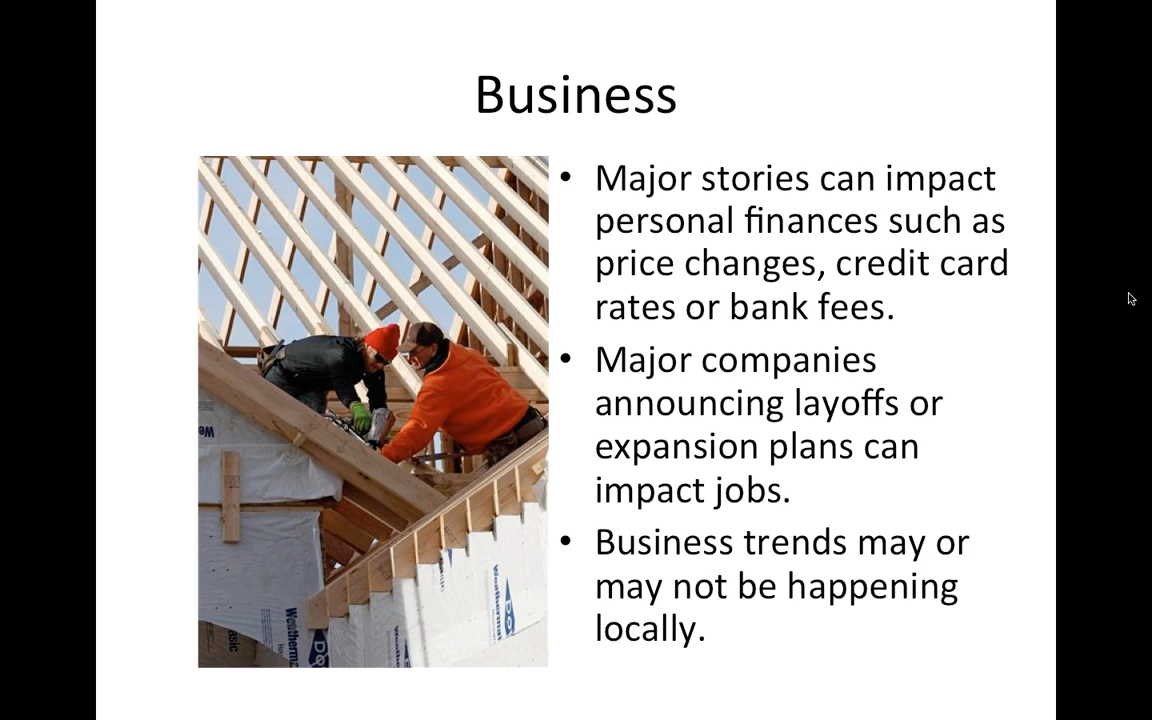 Business
• Major stories can impact
personal finances such as
price changes, credit card
rates or bank fees.
• Major companies
announcing layoffs or
expansion plans can
impact jobs.
• Business trends may or
may not be happening
locally.